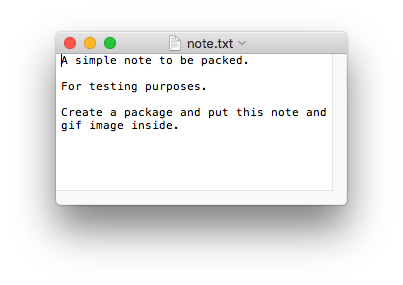 note.txt
A simple note to be packed.
For testing purposes.
Create a package and put this note and
gif image inside.